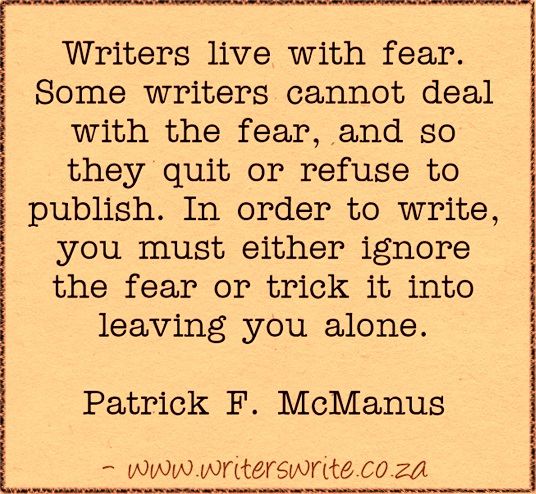 Writers live with fear.
Some writers cannot deal
with the fear, and so
they quit or refuse to
publish. In order to write,
you must either ignore
the fear or trick it into
leaving you alone.
Patrick F. McManus
- www.writerswrite.co.za